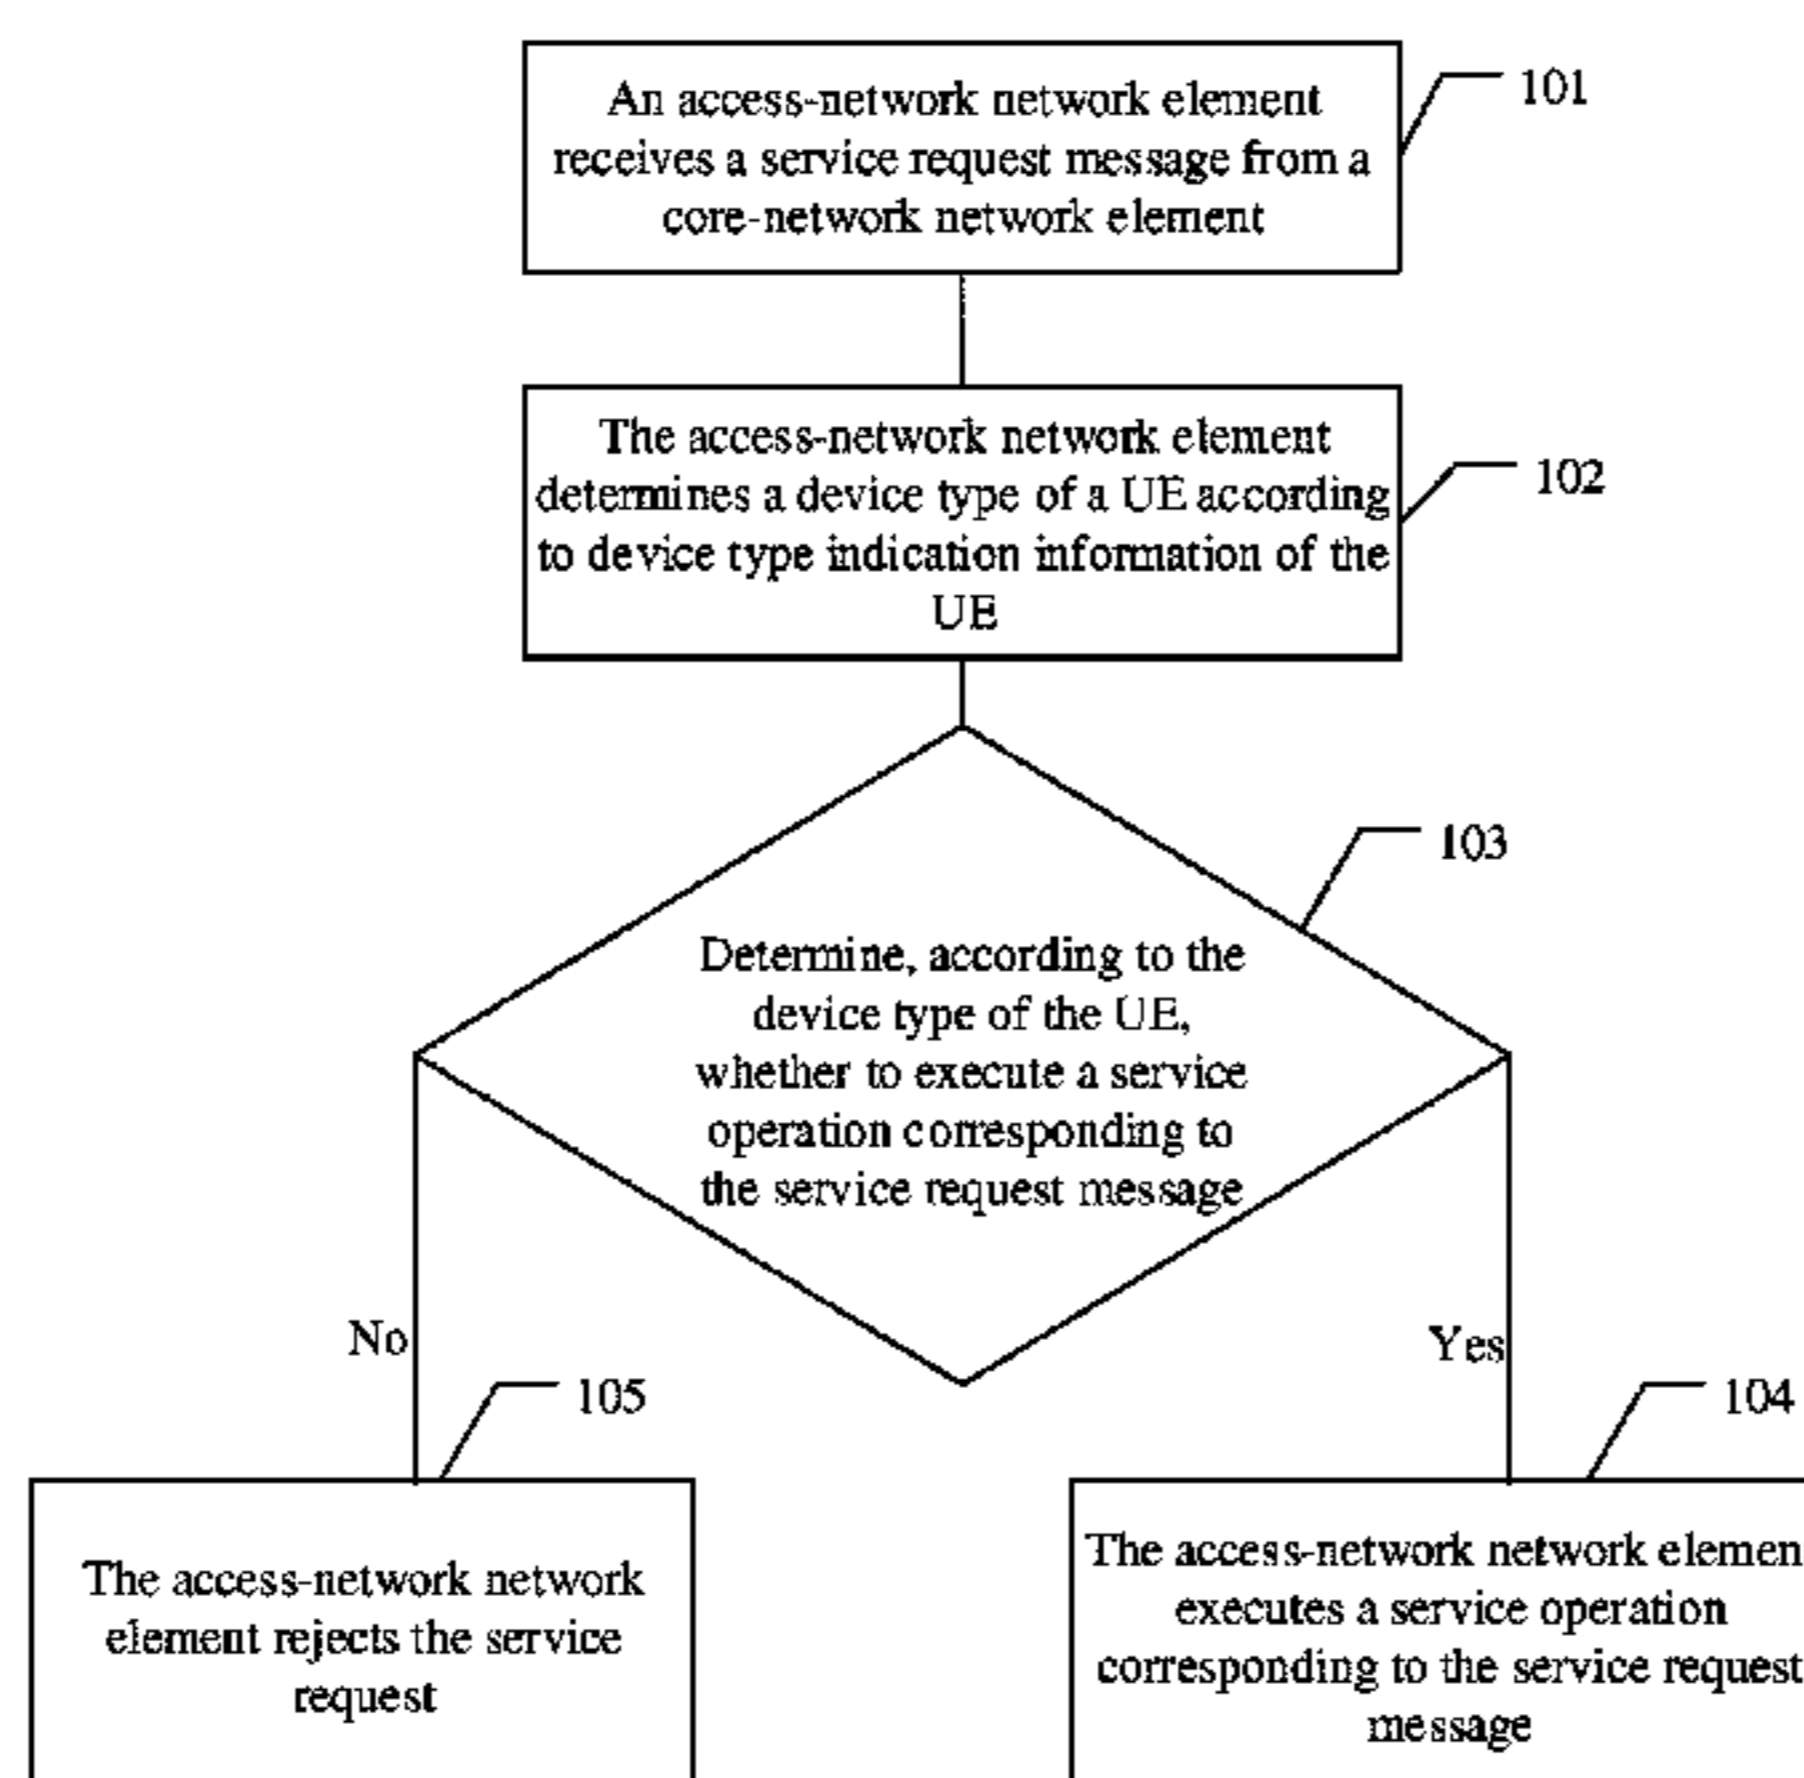 An access-network network element
receives a service request message from a
core-network network element
101
The access-network network element
determines a device type of a UE according
to device type indication information of the
UE
102
103
Determine, according to the
device type of the UE,
whether to execute a service
operation corresponding to
the service request message
No
Yes
105
104
The access-network network
element rejects the service
request
The access-network network elemen
executes a service operation
corresponding to the service request
message